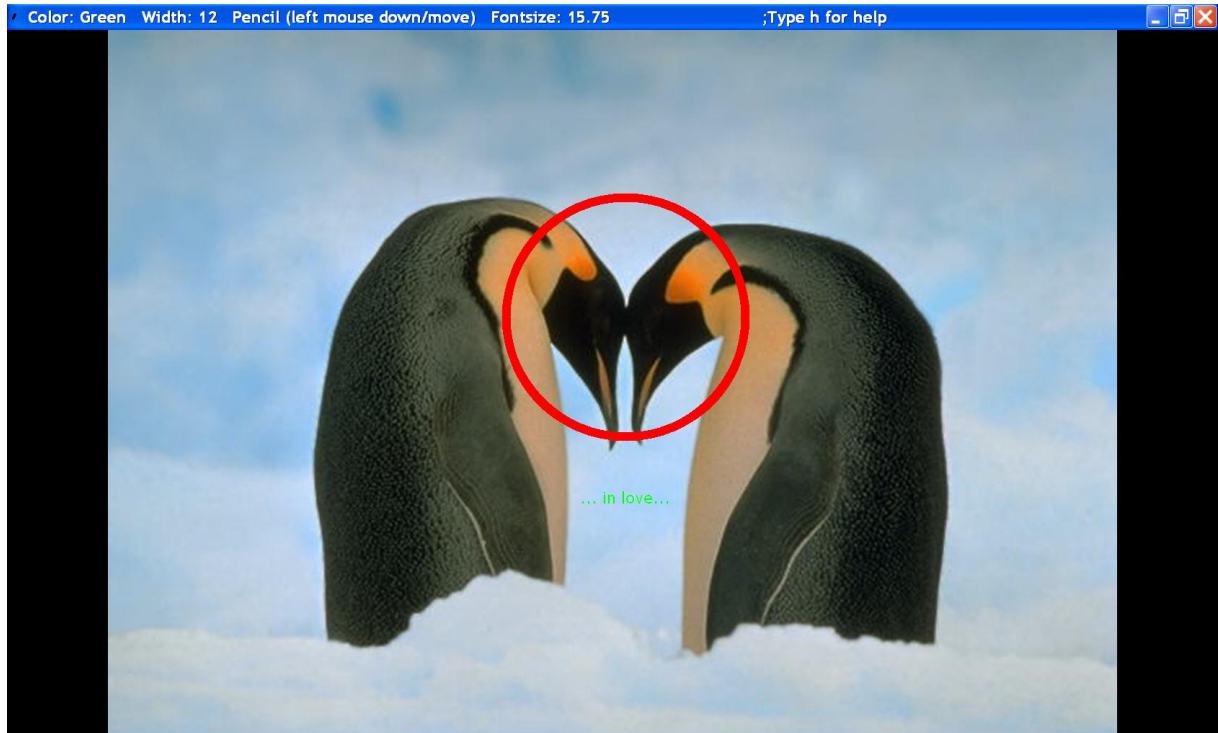 Color: Green Width: 12 Pencil (left mouse down/move) Fontsize: 15.75 ;Type h for help
... in love...